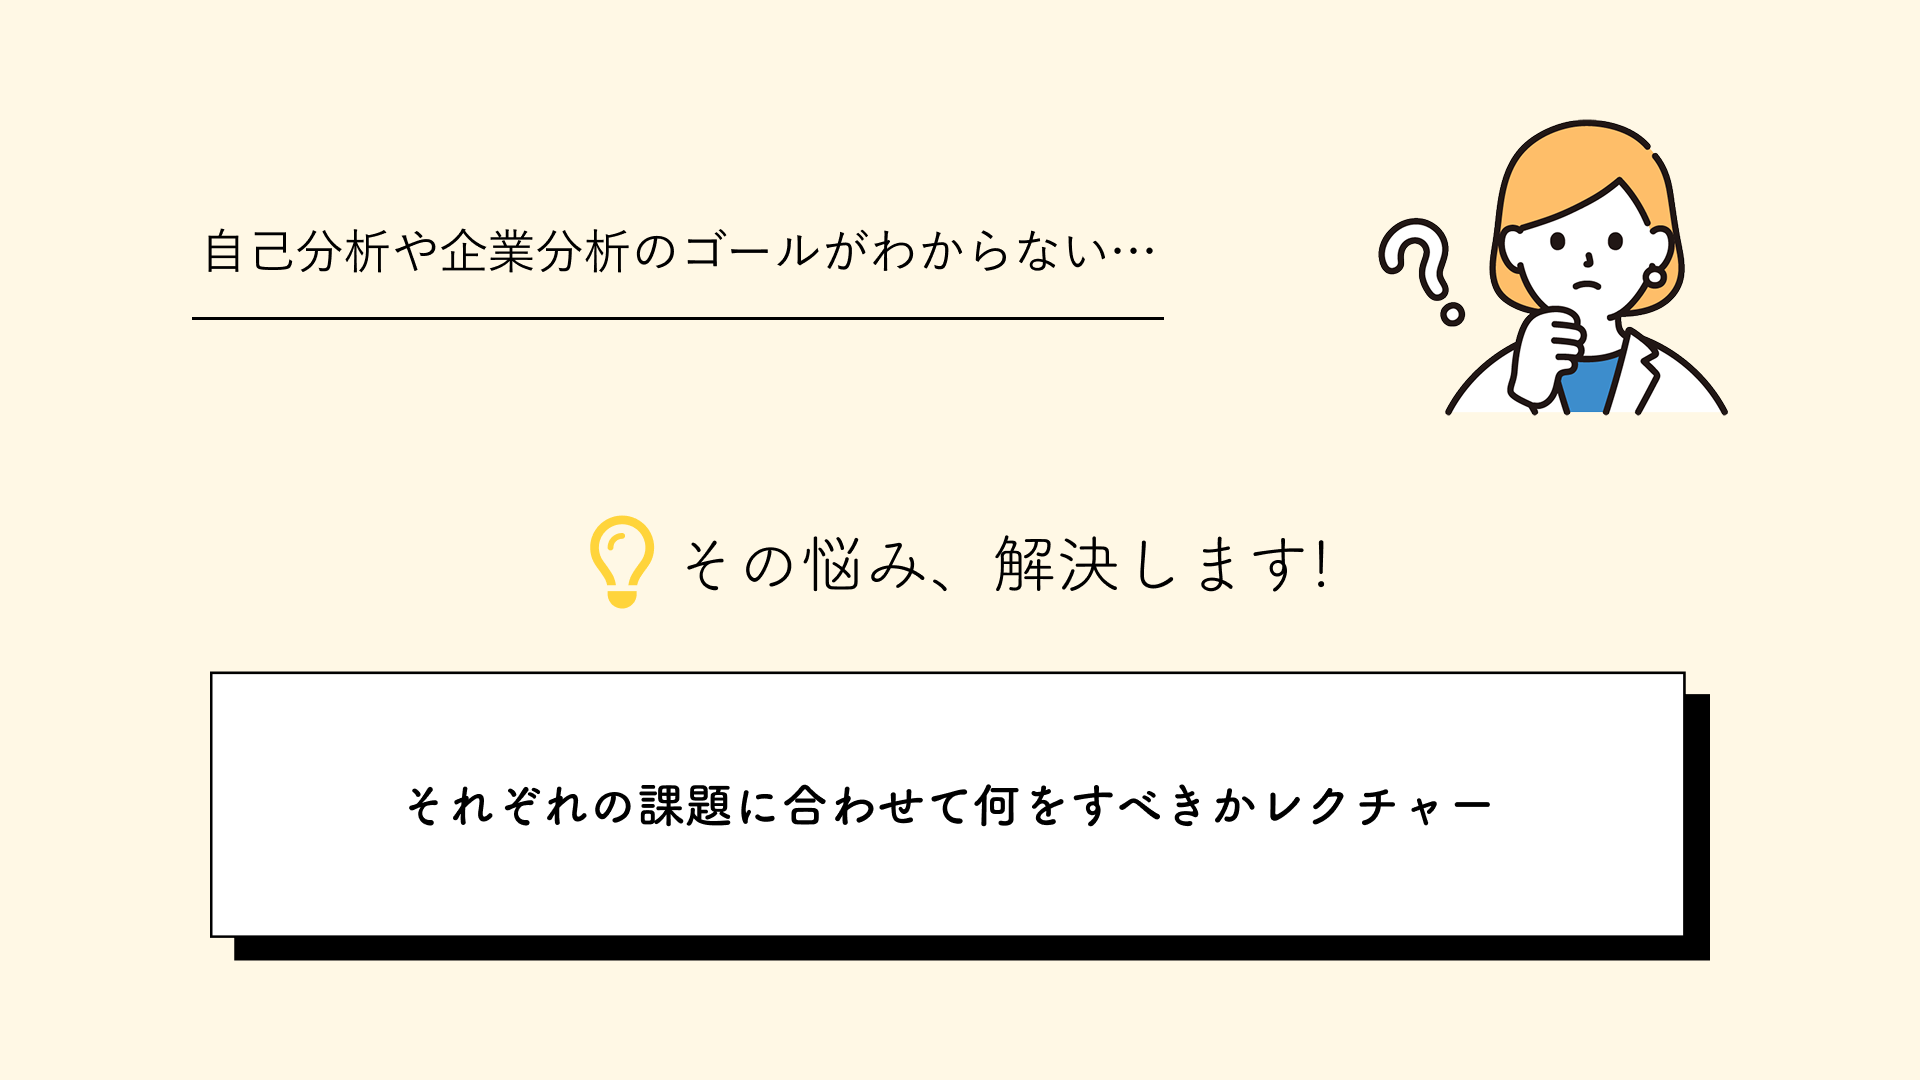 自己分析や企業分析のゴールがわからない…
その悩み、解決します!
それぞれの課題に合わせて何をすべきかレクチャー